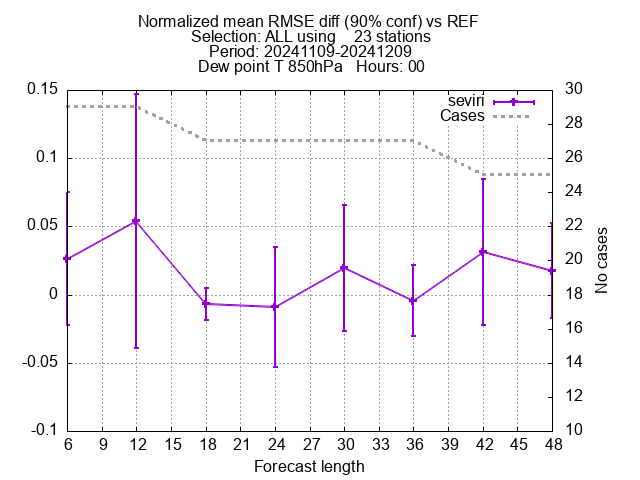 Normalized mean RMSE diff (90% conf) vs REF
Selection: ALL using    23 stations
Period: 20241109-20241209
Dew point T 850hPa   Hours: 00
seviri
Cases
0.15
0.1
0.05
0
-0.05
-0.1
30
28
26
24
22
20
18
16
14
12
10
No cases
6 9 12 15 18 21 24 27 30 33 36 39 42 45 48
Forecast length